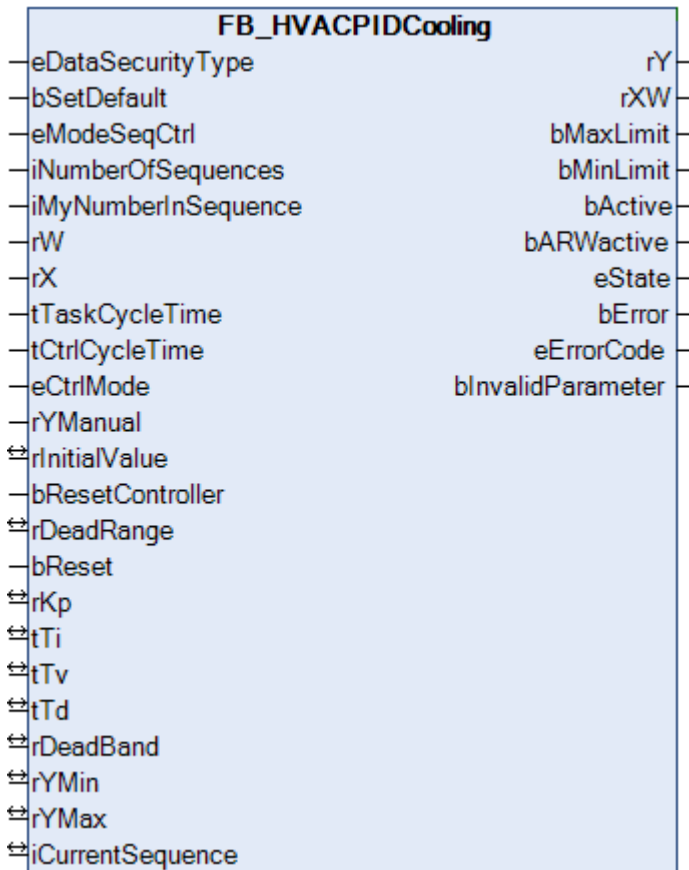 FB_HVACPIDCooling
eDataSecurityType rY
bSetDefault rXW
eModeSeqCtrl bMaxLimit
iNumberOfSequences bMinLimit
iMyNumberInSequence bActive
rW bARWactive
rX eState
tTaskCycleTime bError
tCtrlCycleTime eErrorCode
eCtrlMode bInvalidParameter
rYManual
rInitialValue
bResetController
rDeadRange
bReset
rKp
tTi
tTv
tTd
rDeadBand
rYMin
rYMax
iCurrentSequence